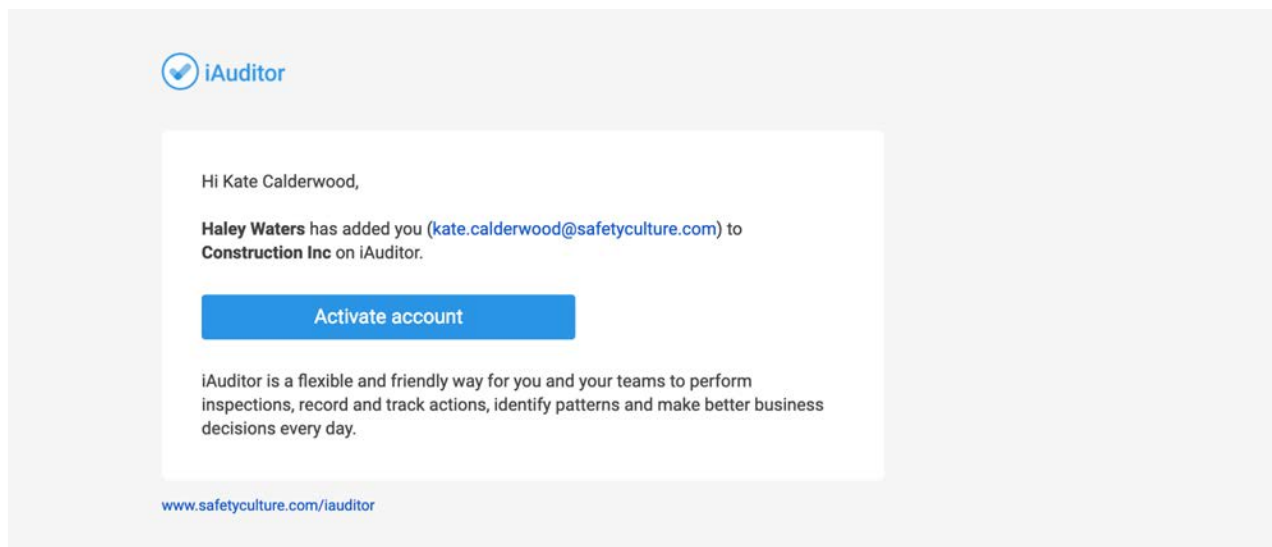 iAuditor
Hi Kate Calderwood,
Haley Waters has added you (kate.calderwood@safetyculture.com) to
Construction Inc on iAuditor.
Activate account
iAuditor is a flexible and friendly way for you and your teams to perform
inspections, record and track actions, identify patterns and make better business
decisions every day.
www.safetyculture.com/iauditor